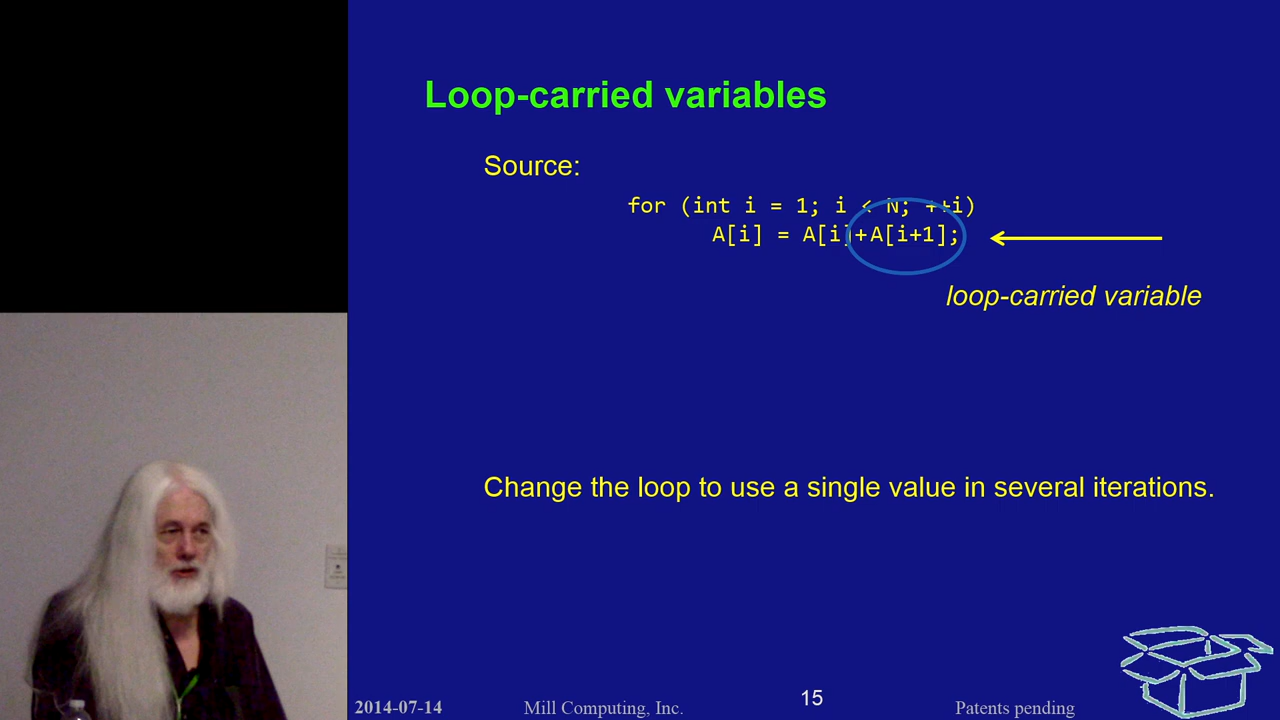 Loop-carried variables
Source:
for (int i = 1; i < N; ++i)
A[i] = A[i]+A[i+1];
loop-carried variable
Change the loop to use a single value in several iterations.
2014-07-14 Mill Computing, Inc. 15 Patents pending